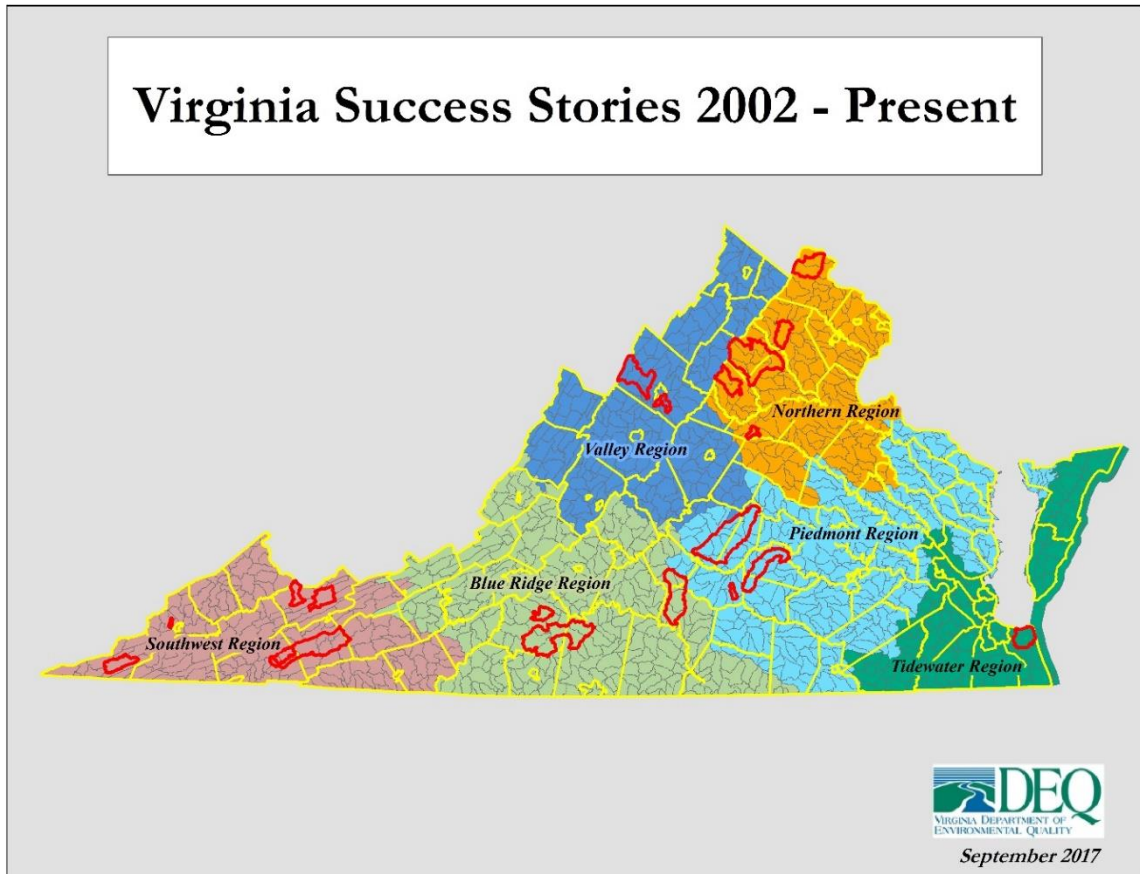 Virginia Success Stories 2002 - Present
Northern Region
Valley Region
Piedmont Region
Blue Ridge Region
Southwest Region
Tidewater Region
DEQ
VIRGINIA DEPARTMENT OF
ENVIRONMENTAL QUALITY
September 2017